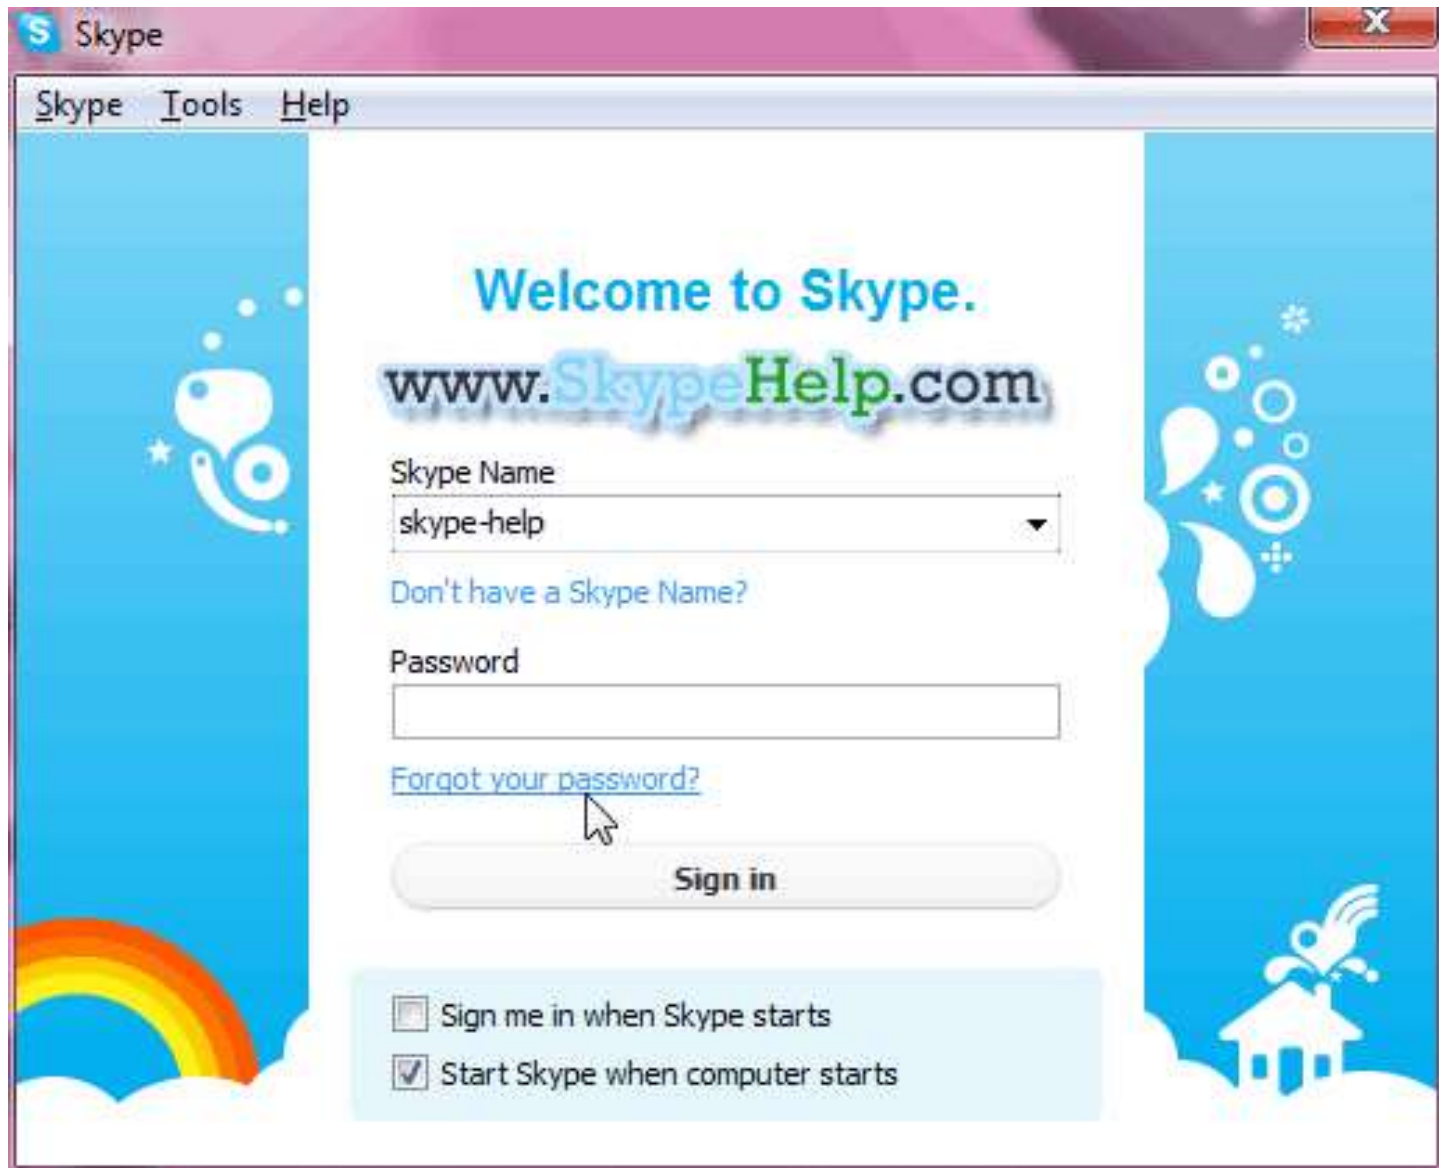 S Skype
X
Skype Tools Help
Welcome to Skype.
www.SkypeHelp.com
Skype Name
skype-help
Don't have a Skype Name?
Password
Forgot your password?
Sign in
Sign me in when Skype starts
Start Skype when computer starts